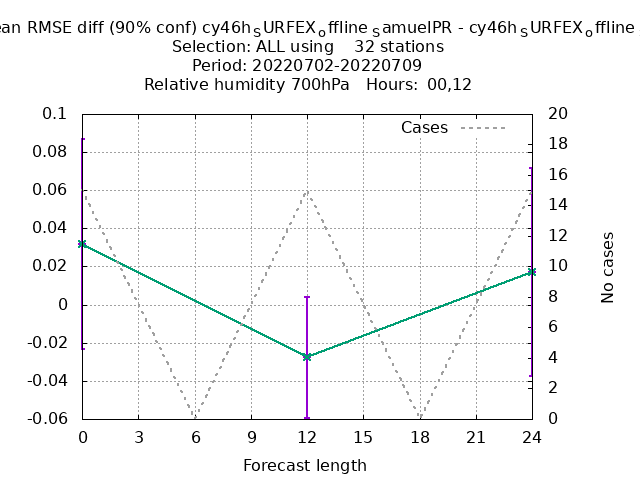 ean RMSE diff (90% conf) cy46hSURFEXoffline SamuelPR - cy46hSURFEXoffline
Selection: ALL using 32 stations
Period: 20220702-20220709
Relative humidity 700hPa Hours: 00,12
Cases
0.1
0.08
0.06
0.04
0.02
0
-0.02
-0.04
-0.06
20
18
16
14
12
10
8
6
4
2
0
No cases
0 3 6 9 12 15 18 21 24
Forecast length